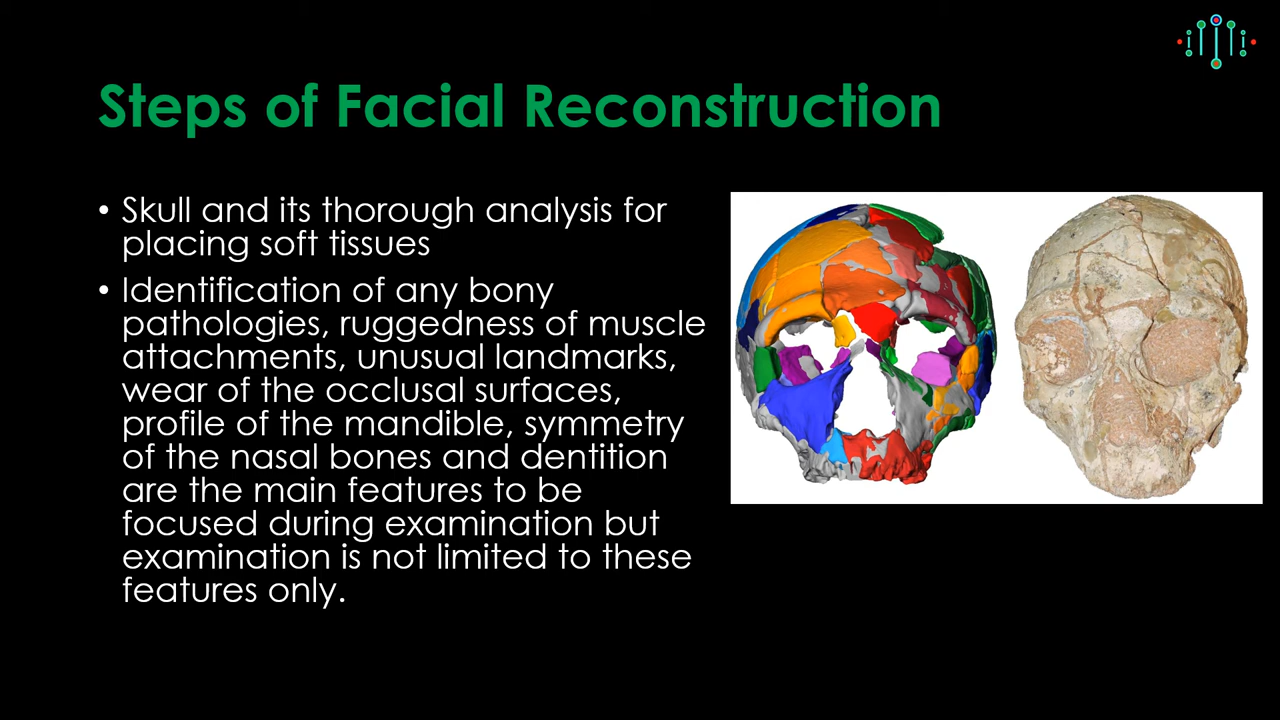 Steps of Facial Reconstruction
• Skull and its thorough analysis for
placing soft tissues
• Identification of any bony
pathologies, ruggedness of muscle
attachments, unusual landmarks,
wear of the occlusal surfaces,
profile of the mandible, symmetry
of the nasal bones and dentition
are the main features to be
focused during examination but
examination is not limited to these
features only.